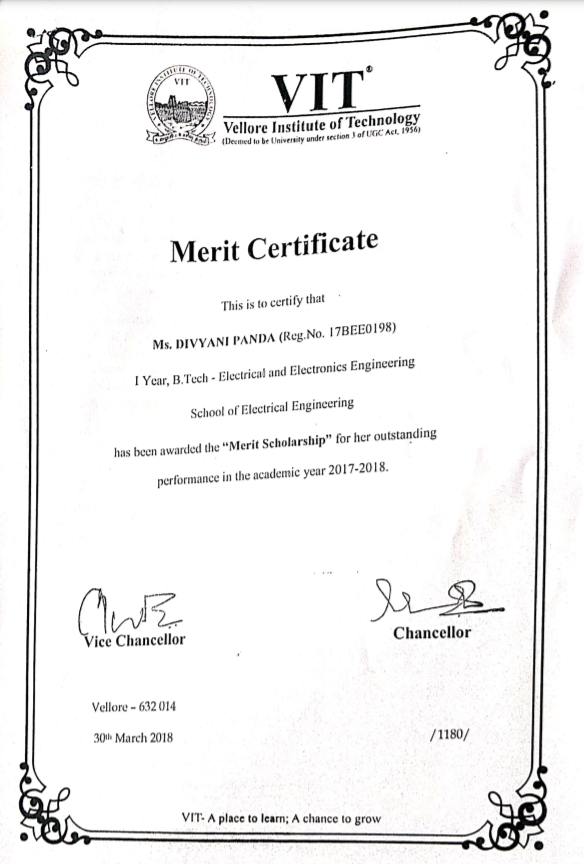 VELLORE INSTITUTE OF TECHNOLOGY
VIT
VIT®
Vellore Institute of Technology
(Deemed to be University under section 3 of UGC Act, 1956)
Merit Certificate
This is to certify that
Ms. DIVYANI PANDA (Reg.No. 17BEE0198)
I Year, B.Tech - Electrical and Electronics Engineering
School of Electrical Engineering
has been awarded the “Merit Scholarship” for her outstanding
performance in the academic year 2017-2018.
Vice Chancellor
Chancellor
Vellore – 632 014
30th March 2018
/1180/
VIT- A place to learn; A chance to grow